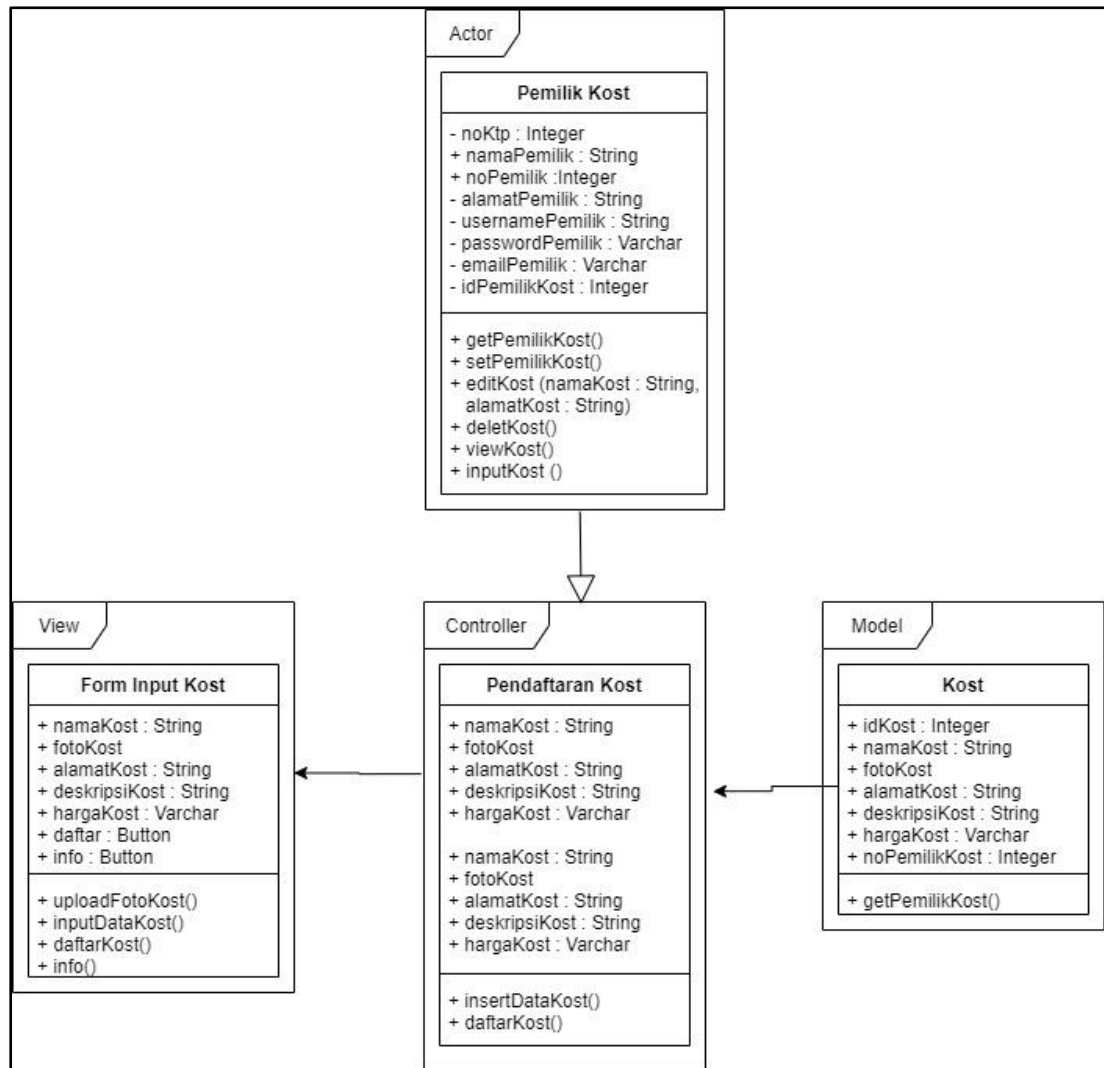 Actor
Pemilik Kost
- noKtp : Integer
+ namaPemilik : String
+ noPemilik :Integer
- alamatPemilik : String
- usernamePemilik : String
- passwordPemilik : Varchar
- emailPemilik : Varchar
- idPemilikKost : Integer
+ getPemilikKost()
+ setPemilikKost()
+ editKost (namaKost : String,
alamatKost : String)
+ deletKost()
+ viewKost()
+ inputKost ()
View
Form Input Kost
+ namaKost : String
+ fotoKost
+ alamatKost : String
+ deskripsiKost : String
+ hargaKost : Varchar
+ daftar : Button
+ info : Button
+ uploadFotoKost()
+ inputDataKost()
+ daftarKost()
+ info()
Controller
Pendaftaran Kost
+ namaKost : String
+ fotoKost
+ alamatKost : String
+ deskripsiKost : String
+ hargaKost : Varchar
+ namaKost : String
+ fotoKost
+ alamatKost : String
+ deskripsiKost : String
+ hargaKost : Varchar
+ insertDataKost()
+ daftarKost()
Model
Kost
+ idKost : Integer
+ namaKost : String
+ fotoKost
+ alamatKost : String
+ deskripsiKost : String
+ hargaKost : Varchar
+ noPemilikKost : Integer
+ getPemilikKost()